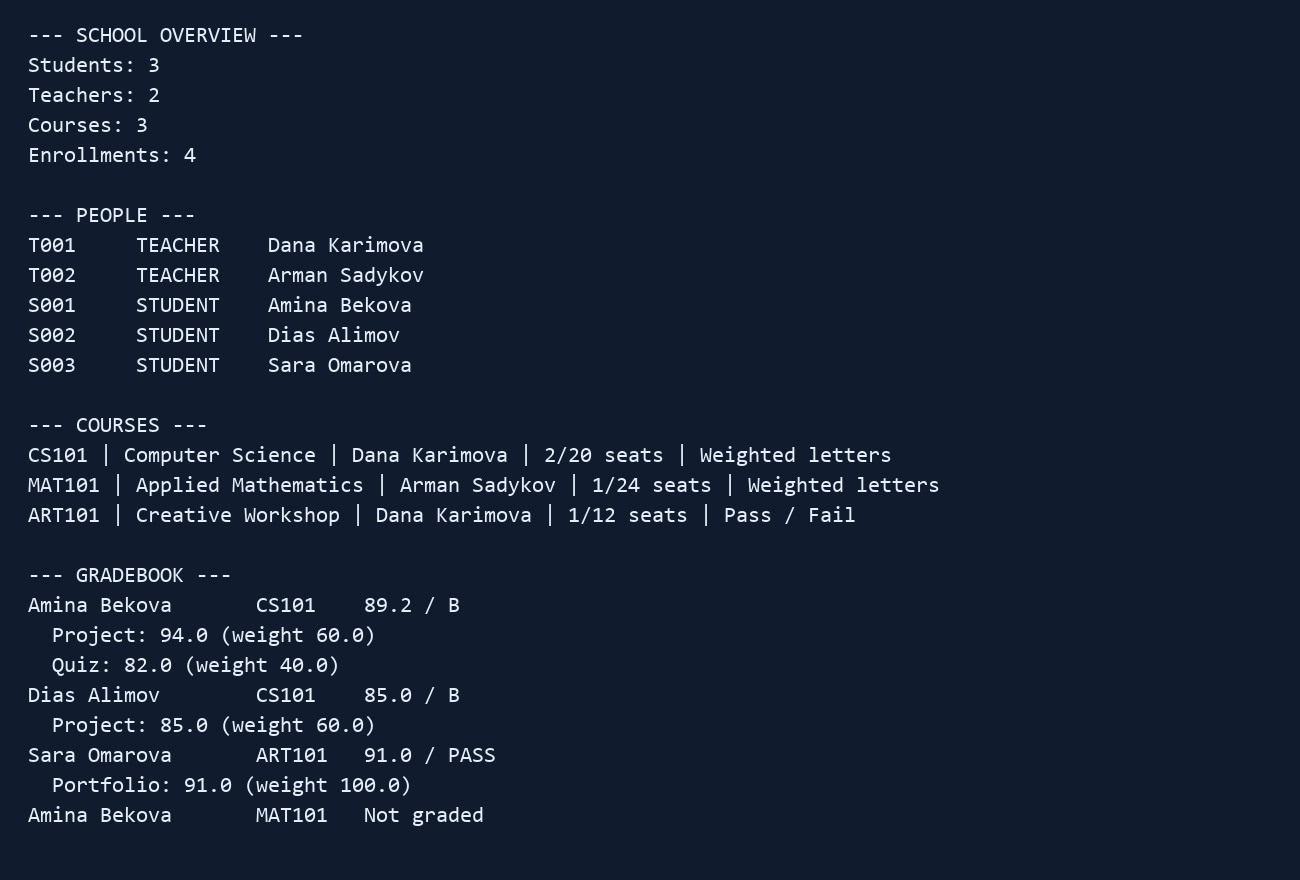 --- SCHOOL OVERVIEW ---
Students: 3
Teachers: 2
Courses: 3
Enrollments: 4

--- PEOPLE ---
T001     TEACHER    Dana Karimova
T002     TEACHER    Arman Sadykov
S001     STUDENT    Amina Bekova
S002     STUDENT    Dias Alimov
S003     STUDENT    Sara Omarova

--- COURSES ---
CS101 | Computer Science | Dana Karimova | 2/20 seats | Weighted letters
MAT101 | Applied Mathematics | Arman Sadykov | 1/24 seats | Weighted letters
ART101 | Creative Workshop | Dana Karimova | 1/12 seats | Pass / Fail

--- GRADEBOOK ---
Amina Bekova       CS101    89.2 / B
  Project: 94.0 (weight 60.0)
  Quiz: 82.0 (weight 40.0)
Dias Alimov        CS101    85.0 / B
  Project: 85.0 (weight 60.0)
Sara Omarova       ART101   91.0 / PASS
  Portfolio: 91.0 (weight 100.0)
Amina Bekova       MAT101   Not graded